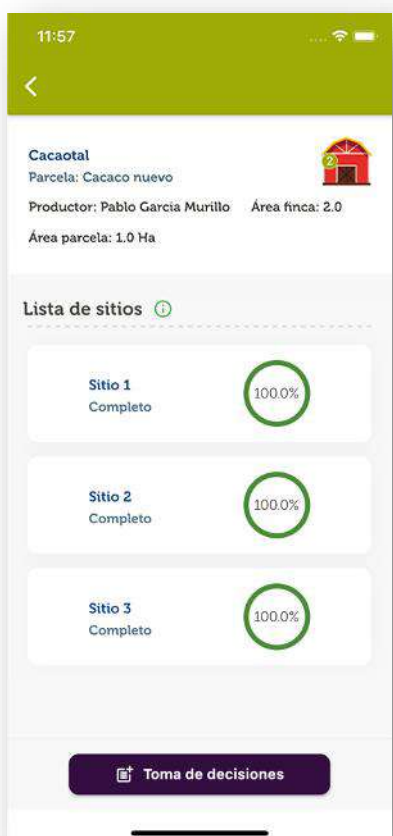 11:57
2
Cacaotal
Parcela: Cacaco nuevo
Productor: Pablo Garcia Murillo Área finca: 2.0
Área parcela: 1.0 Ha
Lista de sitios
Sitio 1
Completo
100.0%
Sitio 2
Completo
100.0%
Sitio 3
Completo
100.0%
Toma de decisiones